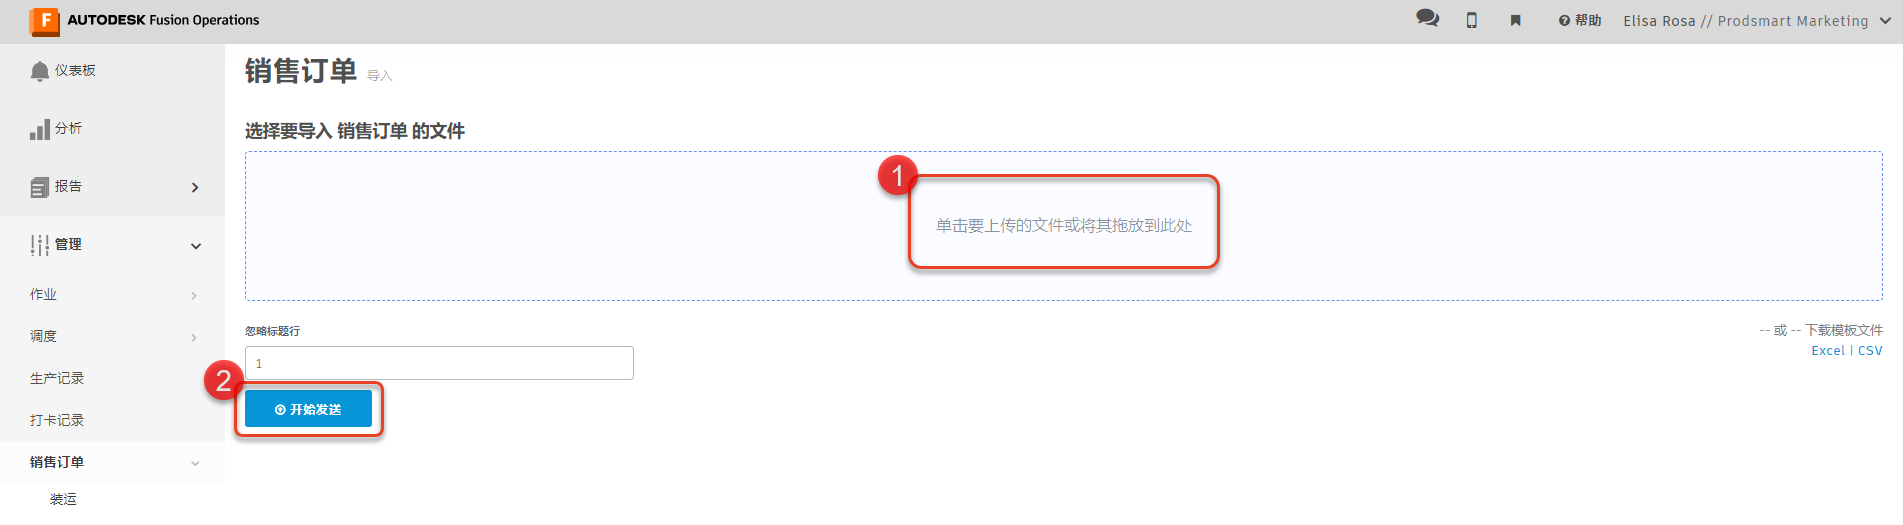 AUTODESK Fusion Operations
帮助
Elisa Rosa // Prodsmart Marketing
仪表板
分析
报告
管理
作业
调度
生产记录
打卡记录
销售订单
装运
销售订单 导入
选择要导入 销售订单 的文件
1
单击要上传的文件或将其拖放到此处
忽略标题行
1
-- 或 -- 下载模板文件
Excel | CSV
2
开始发送